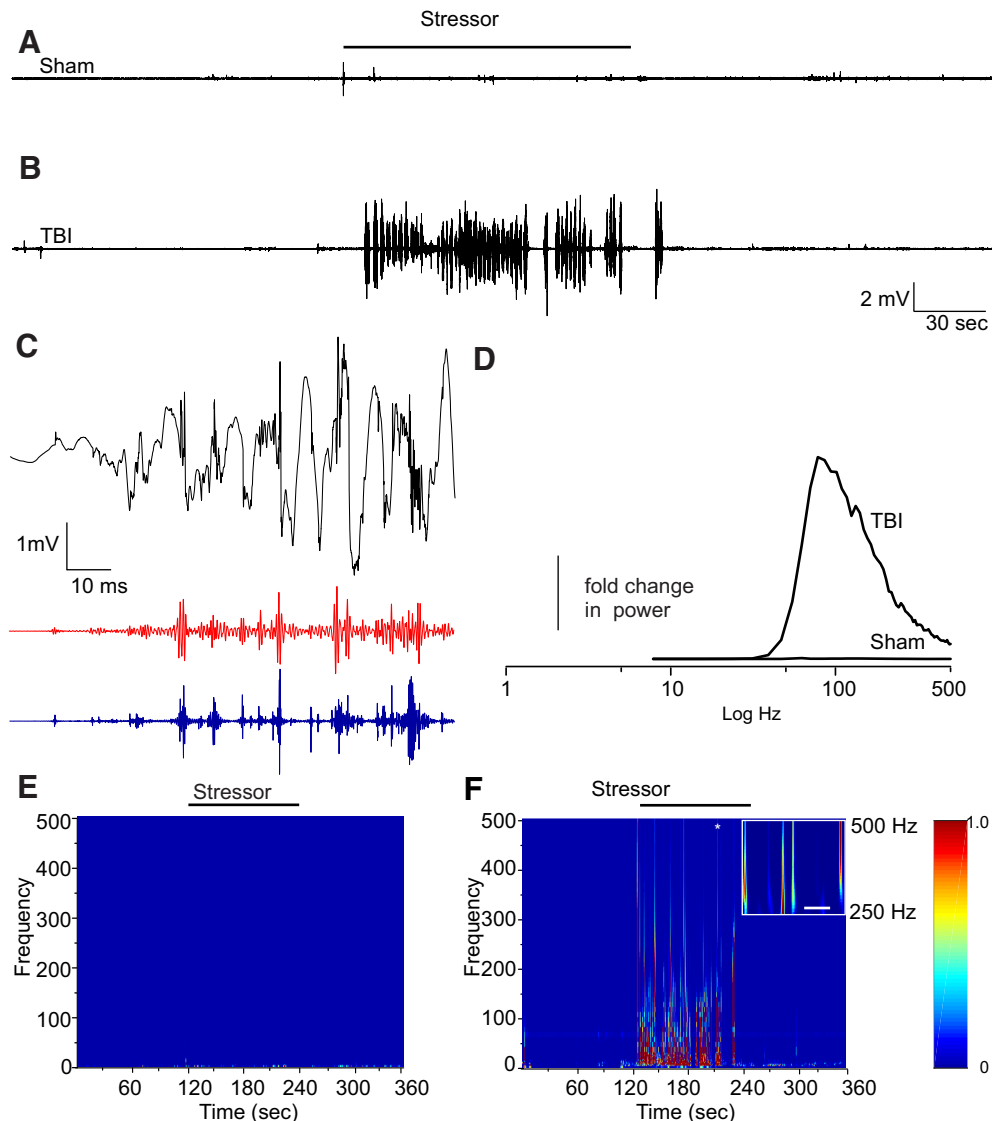 Stressor
A
Sham
B
TBI
2 mV
30 sec
C
1mV
10 ms
D
TBI
fold change
in power
Sham
1 10 100 500
Log Hz
E
Stressor
500
400
300
200
100
0
Frequency
60 120 180 240 300 360
Time (sec)
F
Stressor
*
500
400
300
200
100
0
Frequency
500 Hz
250 Hz
60 120 180 240 300 360
Time (sec)
1.0
0